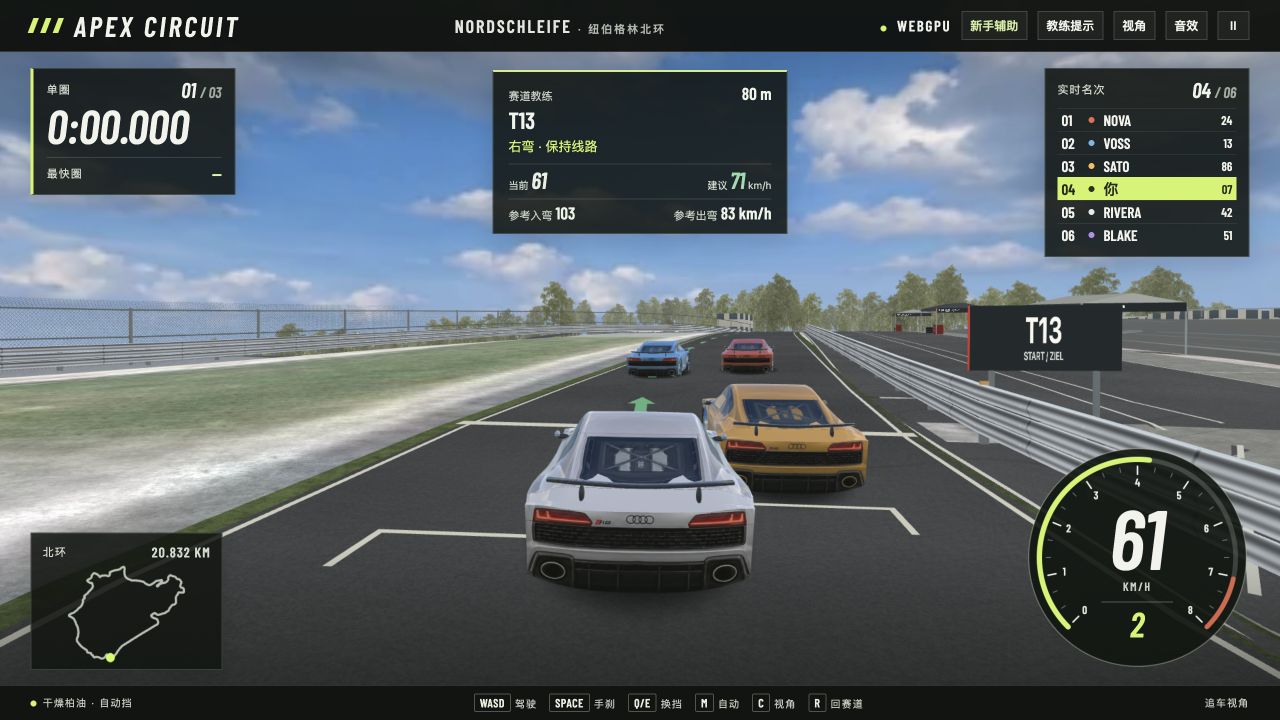 APEX CIRCUIT
NORDSCHLEIFE · 纽伯格林北环
WEBGPU 新手辅助 教练提示 视角 音效 II
单圈 01 / 03
0:00.000
最快圈 –
赛道教练 80 m
T13
右弯 · 保持线路
当前 61 建议 71 km/h
参考入弯 103 参考出弯 83 km/h
实时名次 04 / 06
01 NOVA 24
02 VOSS 13
03 SATO 86
04 你 07
05 RIVERA 42
06 BLAKE 51
T13
START/ZIEL
北环 20.832 KM
0 1 2 3 4 5 6 7 8
61
KM/H
2
干燥柏油 · 自动挡
WASD 驾驶 SPACE 手刹 Q/E 换挡 M 自动 C 视角 R 回赛道
追车视角